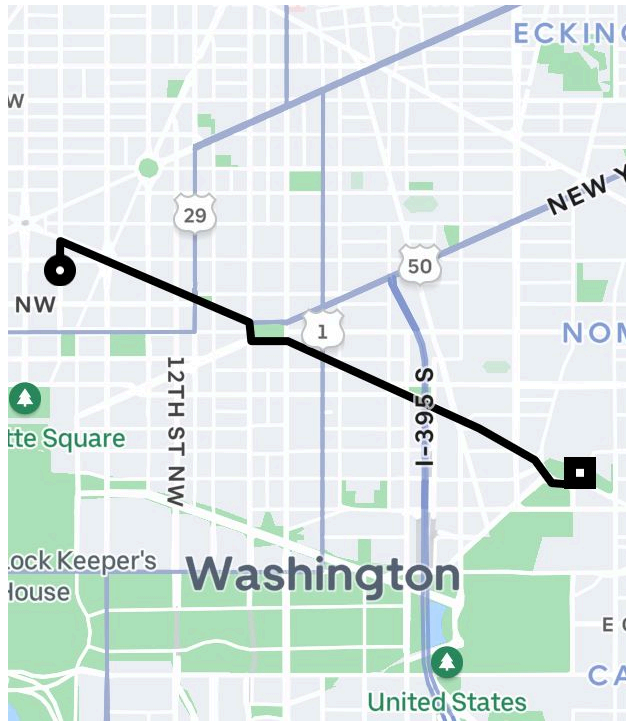 ECKING
W
29
NEW Y
50
NW
1
NOM
12TH ST NW
I-395 S
tte Square
Lock Keeper's
House
Washington
E C
CA
United States